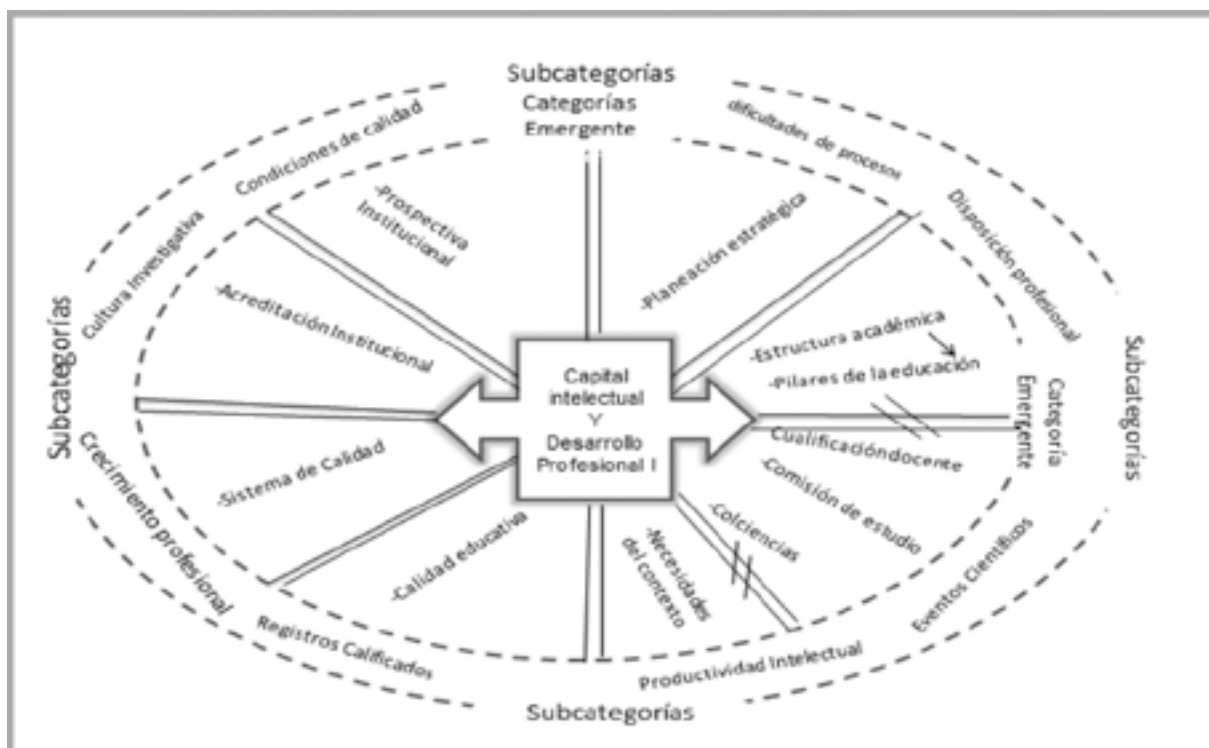 Subcategorías
Categorías
Emergente
Condiciones de calidad
dificultades de procesos
Cultura Investigativa
Disposición profesional
-Prospectiva
Institucional
-Planeación estratégica
-Acreditación Institucional
-Estructura académica
-Pilares de la educación
Subcategorías
Capital
intelectual
Y
Desarrollo
Profesional I
Categoría
Emergente
Subcategorías
Cualificación docente
-Sistema de Calidad
-Comisión de estudio
-Colciencias
-Calidad educativa
-Necesidades
del contexto
Crecimiento profesional
Eventos Científicos
Registros Calificados
Productividad Intelectual
Subcategorías